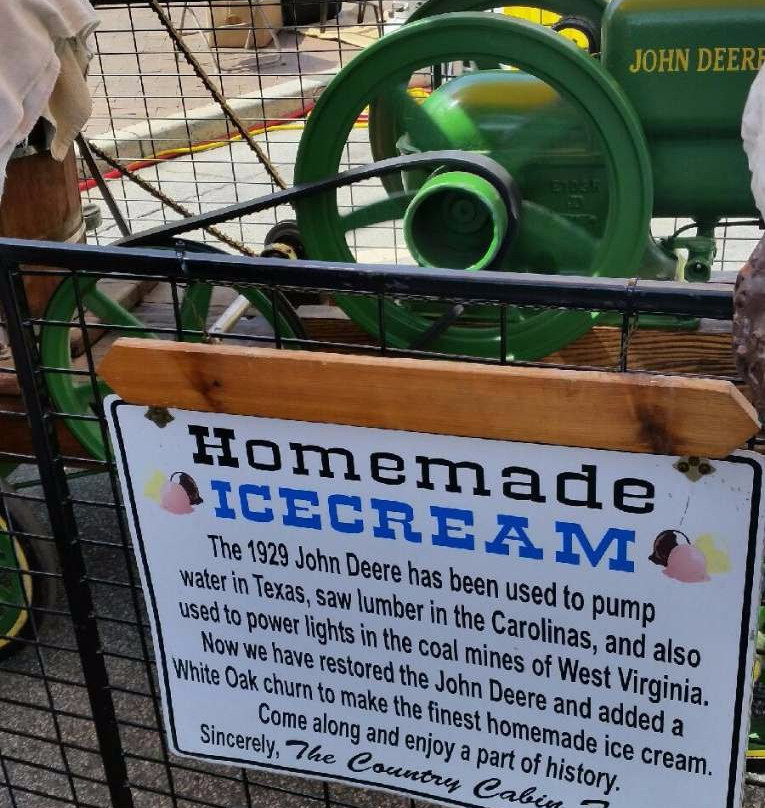 JOHN DEERE
Homemade
ICECREAM
The 1929 John Deere has been used to pump
water in Texas, saw lumber in the Carolinas, and also
used to power lights in the coal mines of West Virginia.
Now we have restored the John Deere and added a
White Oak churn to make the finest homemade ice cream.
Come along and enjoy a part of history.
Sincerely, The Country Cabin